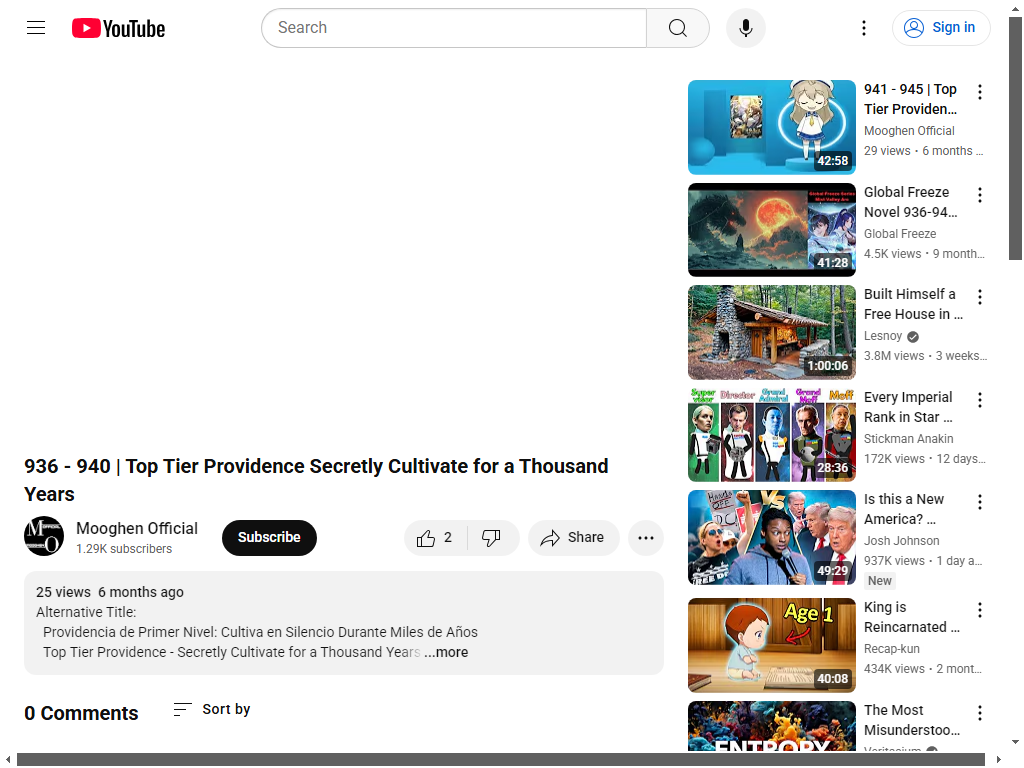 YouTube
Search
Sign in
936 - 940 | Top Tier Providence Secretly Cultivate for a Thousand
Years
Mooghen Official
1.29K subscribers
Subscribe
2
Share
25 views 6 months ago
Alternative Title:
Providencia de Primer Nivel: Cultiva en Silencio Durante Miles de Años
Top Tier Providence - Secretly Cultivate for a Thousand Years ...more
0 Comments
Sort by
42:58
941 - 945 | Top
Tier Providen...
Mooghen Official
29 views • 6 months ...
41:28
Global Freeze
Novel 936-94...
Global Freeze
4.5K views • 9 month...
1:00:06
Built Himself a
Free House in ...
Lesnoy
3.8M views • 3 weeks...
Supervisor
Director
Grand Admiral
Grand Moff
Moff
28:36
Every Imperial
Rank in Star ...
Stickman Anakin
172K views • 12 days...
HANDS OFF
DC
VS
FREE DC
49:29
Is this a New
America? ...
Josh Johnson
937K views • 1 day a...
New
Age 1
40:08
King is
Reincarnated ...
Recap-kun
434K views • 2 mont...
ENTROPY
The Most
Misunderstoo...
Veritasium